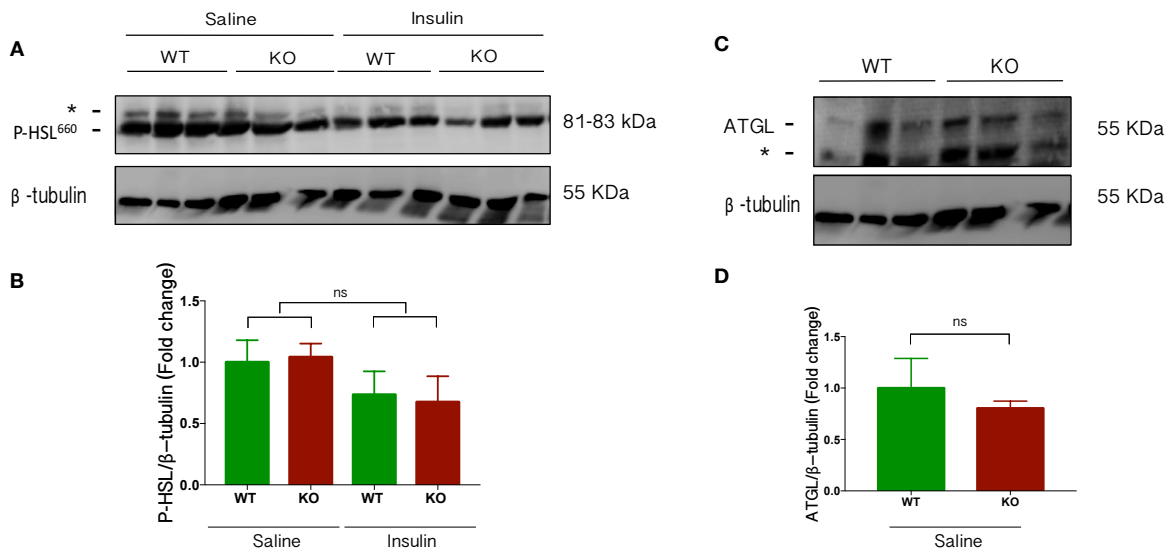 A
Saline
Insulin
WT
KO
WT
KO
*
P-HSL660
81-83 kDa
β -tubulin
55 KDa
B
P-HSL/β–tubulin (Fold change)
1.5
1.0
0.5
0.0
ns
WT
KO
WT
KO
Saline
Insulin
C
WT
KO
ATGL
55 KDa
*
β -tubulin
55 KDa
D
ATGL/β–tubulin (Fold change)
1.5
1.0
0.5
0.0
ns
WT
KO
Saline